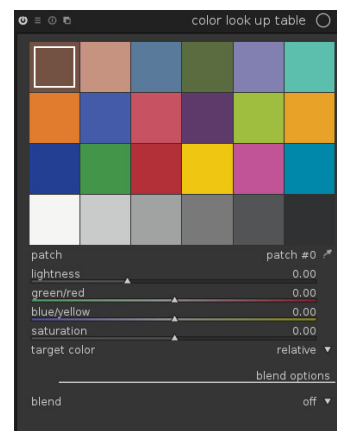 color look up table
patch patch #0
lightness 0.00
green/red 0.00
blue/yellow 0.00
saturation 0.00
target color relative
blend options
blend off